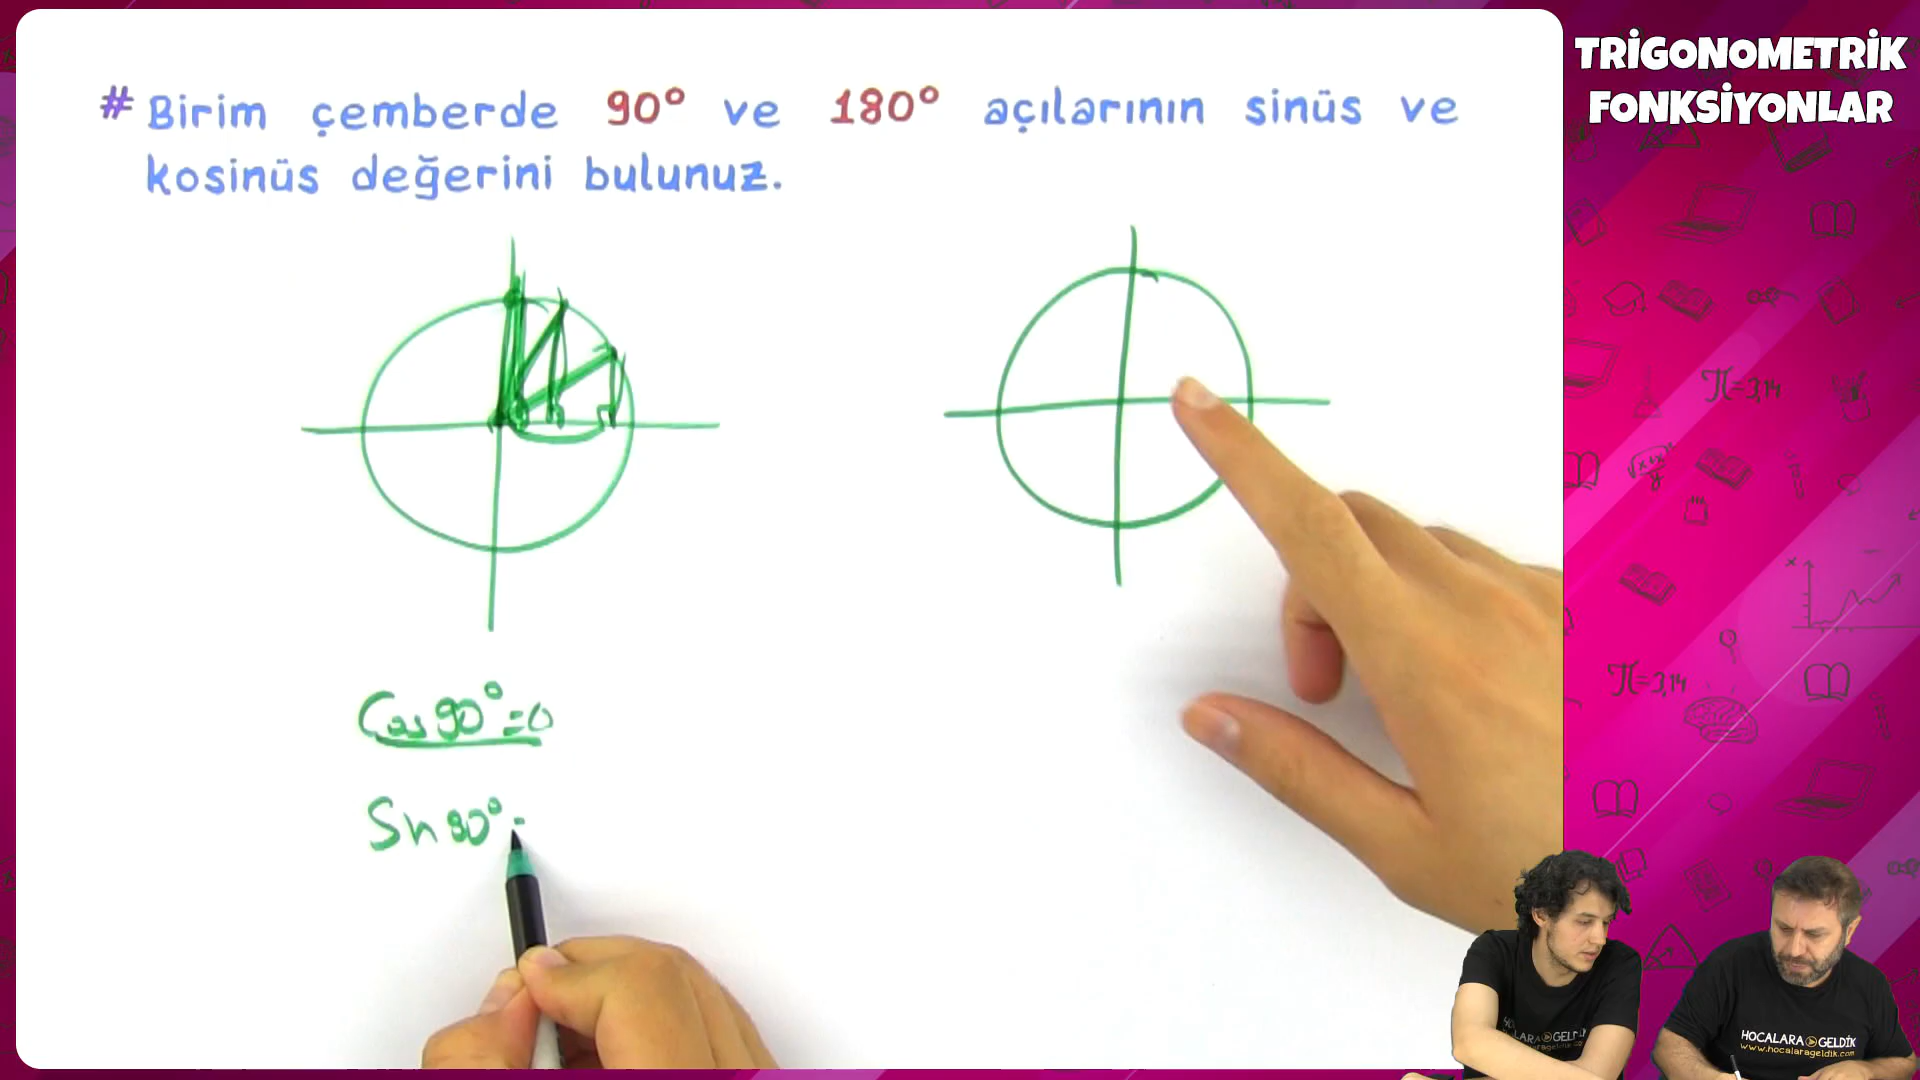 TRİGONOMETRİK
FONKSİYONLAR
# Birim çemberde 90° ve 180° açılarının sinüs ve
kosinüs değerini bulunuz.
Cos 90° = 0
Sin 90° =
π=3,14
π=3,14
x
HOCALARA GELDİK
www.hocalarageldik.com